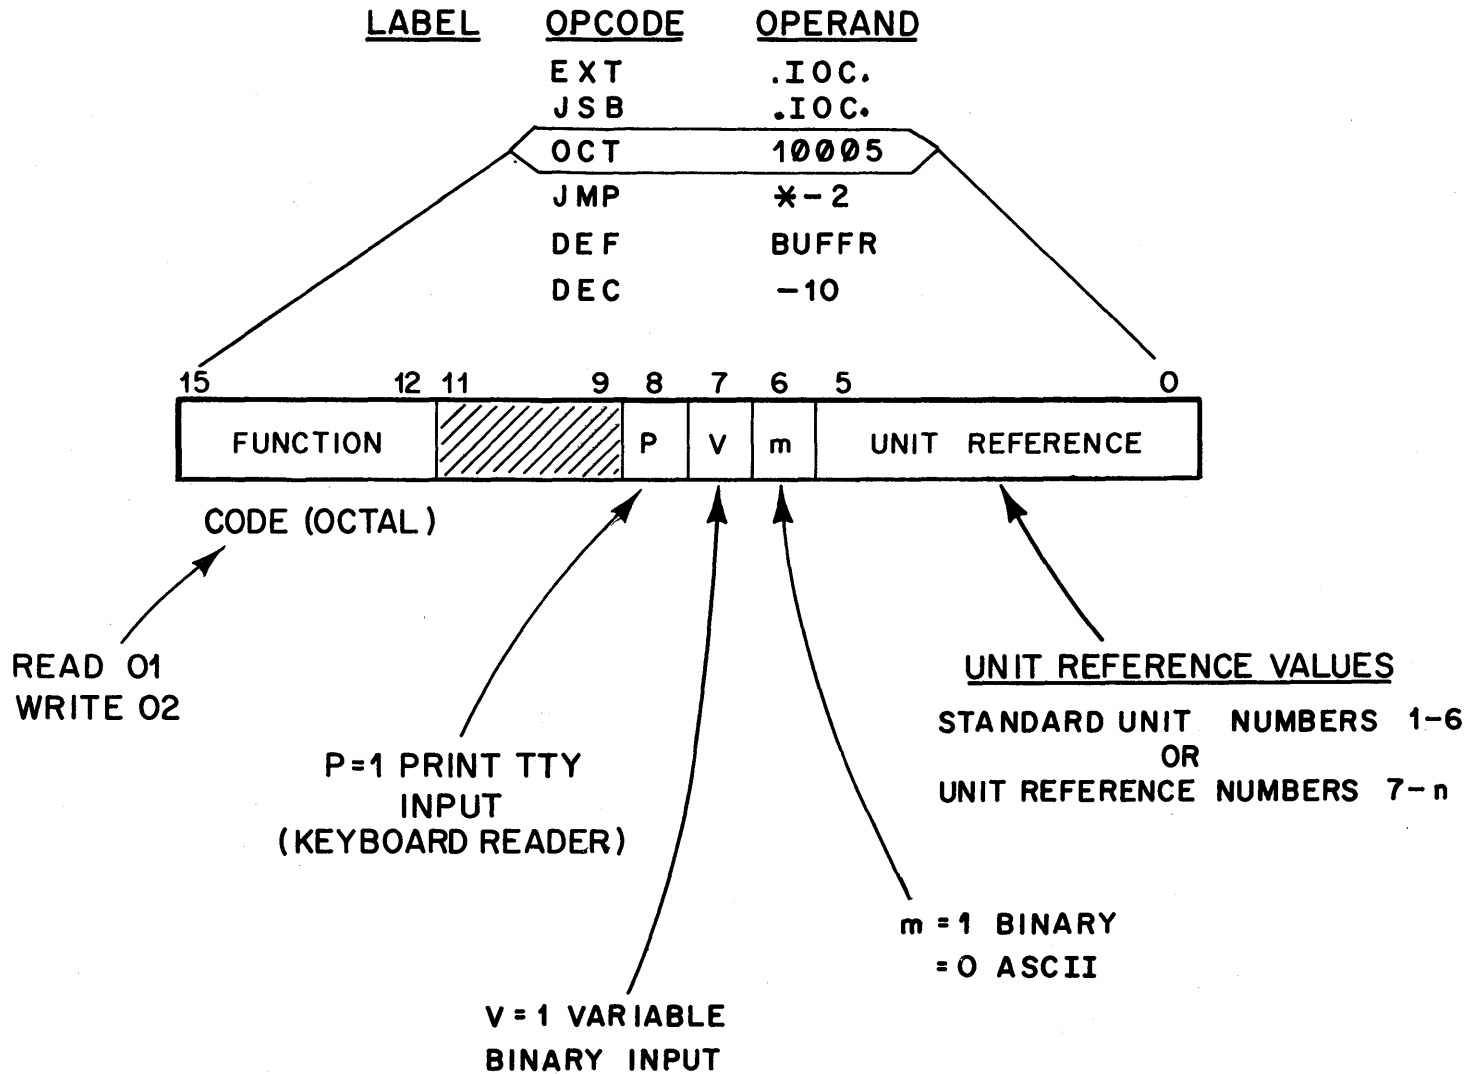 LABEL OPCODE OPERAND
EXT .IOC.
JSB .IOC.
OCT 10005
JMP *-2
DEF BUFFR
DEC -10
15 12 11 9 8 7 6 5 0
FUNCTION P V m UNIT REFERENCE
CODE (OCTAL)
READ 01
WRITE 02
P=1 PRINT TTY
INPUT
(KEYBOARD READER)
V=1 VARIABLE
BINARY INPUT
m=1 BINARY
=0 ASCII
UNIT REFERENCE VALUES
STANDARD UNIT NUMBERS 1-6
OR
UNIT REFERENCE NUMBERS 7-n